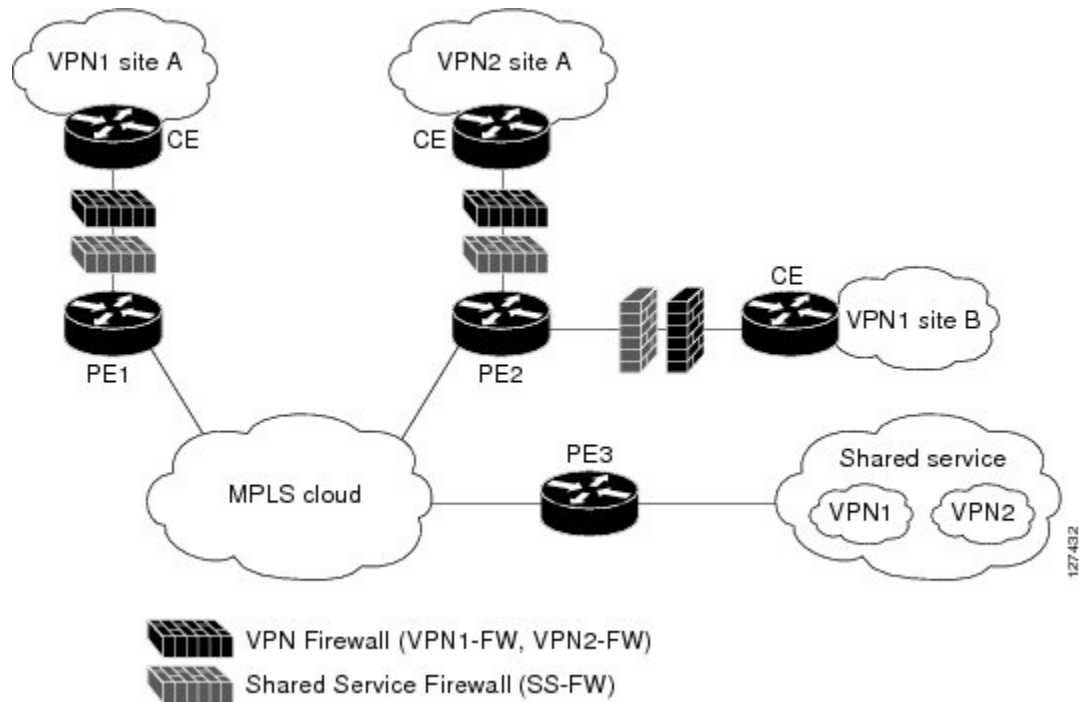 VPN1 site A
VPN2 site A
CE
CE
CE
VPN1 site B
PE1
PE2
PE3
Shared service
MPLS cloud
VPN1
VPN2
127432
VPN Firewall (VPN1-FW, VPN2-FW)
Shared Service Firewall (SS-FW)